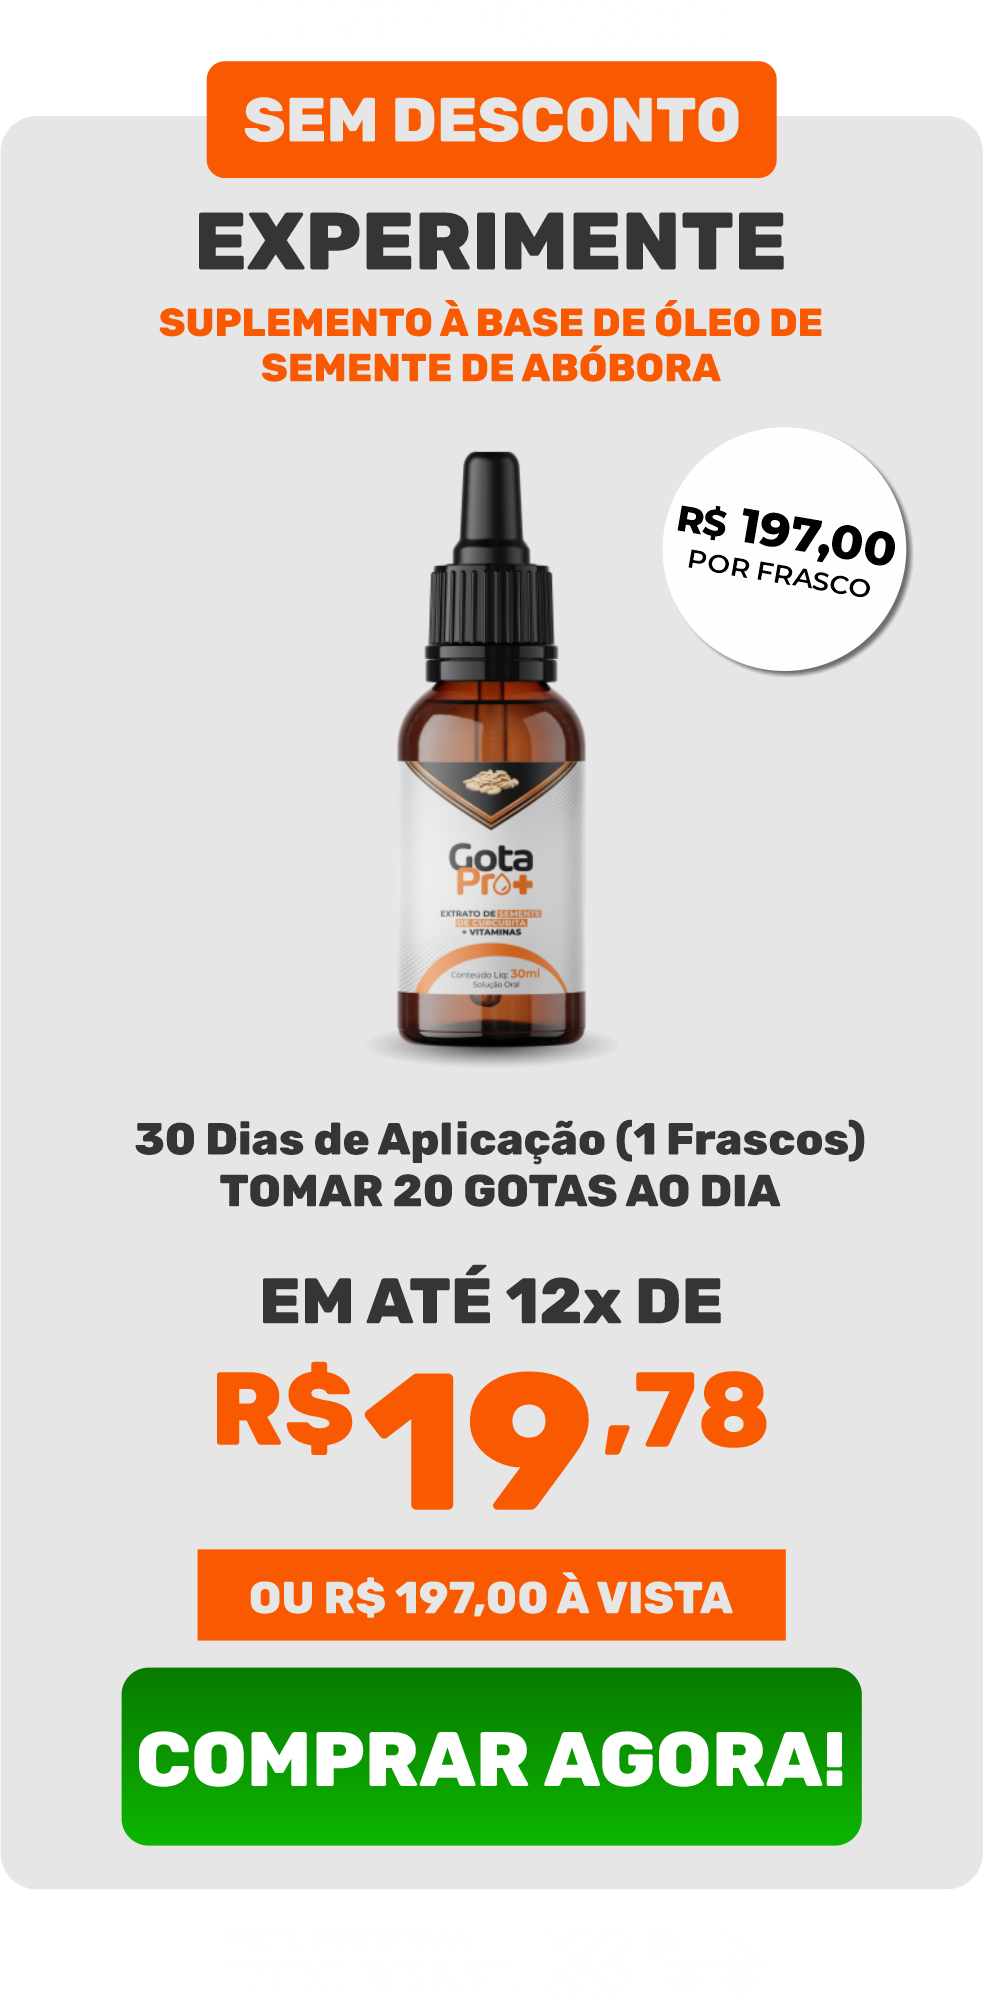 SEM DESCONTO
EXPERIMENTE
SUPLEMENTO À BASE DE ÓLEO DE
SEMENTE DE ABÓBORA
R$ 197,00
POR FRASCO
Gota
Pro+
EXTRATO DE SEMENTE
DE CURCUBITA
+ VITAMINAS
Conteúdo Liq: 30ml
Solução Oral
30 Dias de Aplicação (1 Frascos)
TOMAR 20 GOTAS AO DIA
EM ATÉ 12x DE
R$19,78
OU R$ 197,00 À VISTA
COMPRAR AGORA!